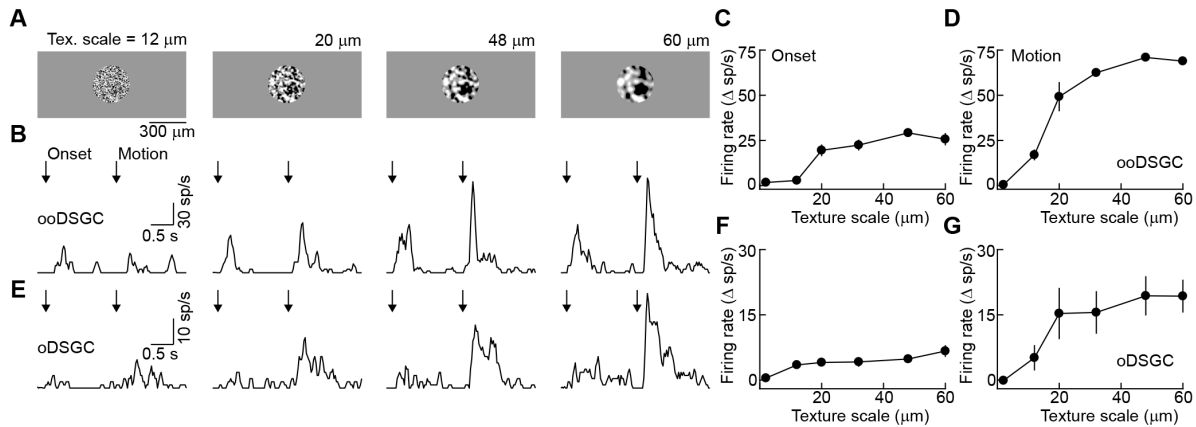 A
Tex. scale = 12 μm
20 μm
48 μm
60 μm
300 μm
B
Onset
Motion
ooDSGC
30 sp/s
0.5 s
E
oDSGC
10 sp/s
0.5 s
C
Onset
Firing rate (Δ sp/s)
75
50
25
0
20
40
60
Texture scale (μm)
D
Motion
Firing rate (Δ sp/s)
75
50
25
0
ooDSGC
20
40
60
Texture scale (μm)
F
Firing rate (Δ sp/s)
30
15
0
20
40
60
Texture scale (μm)
G
Firing rate (Δ sp/s)
30
15
0
oDSGC
20
40
60
Texture scale (μm)